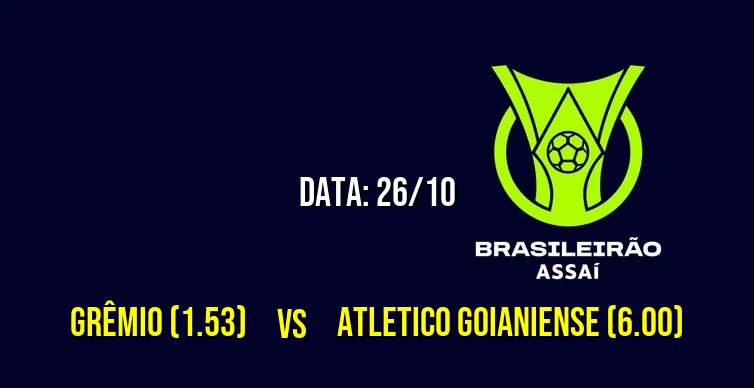 DATA: 26/10
BRASILEIRÃO
ASSAÍ
GRÊMIO (1.53) VS ATLETICO GOIANIENSE (6.00)